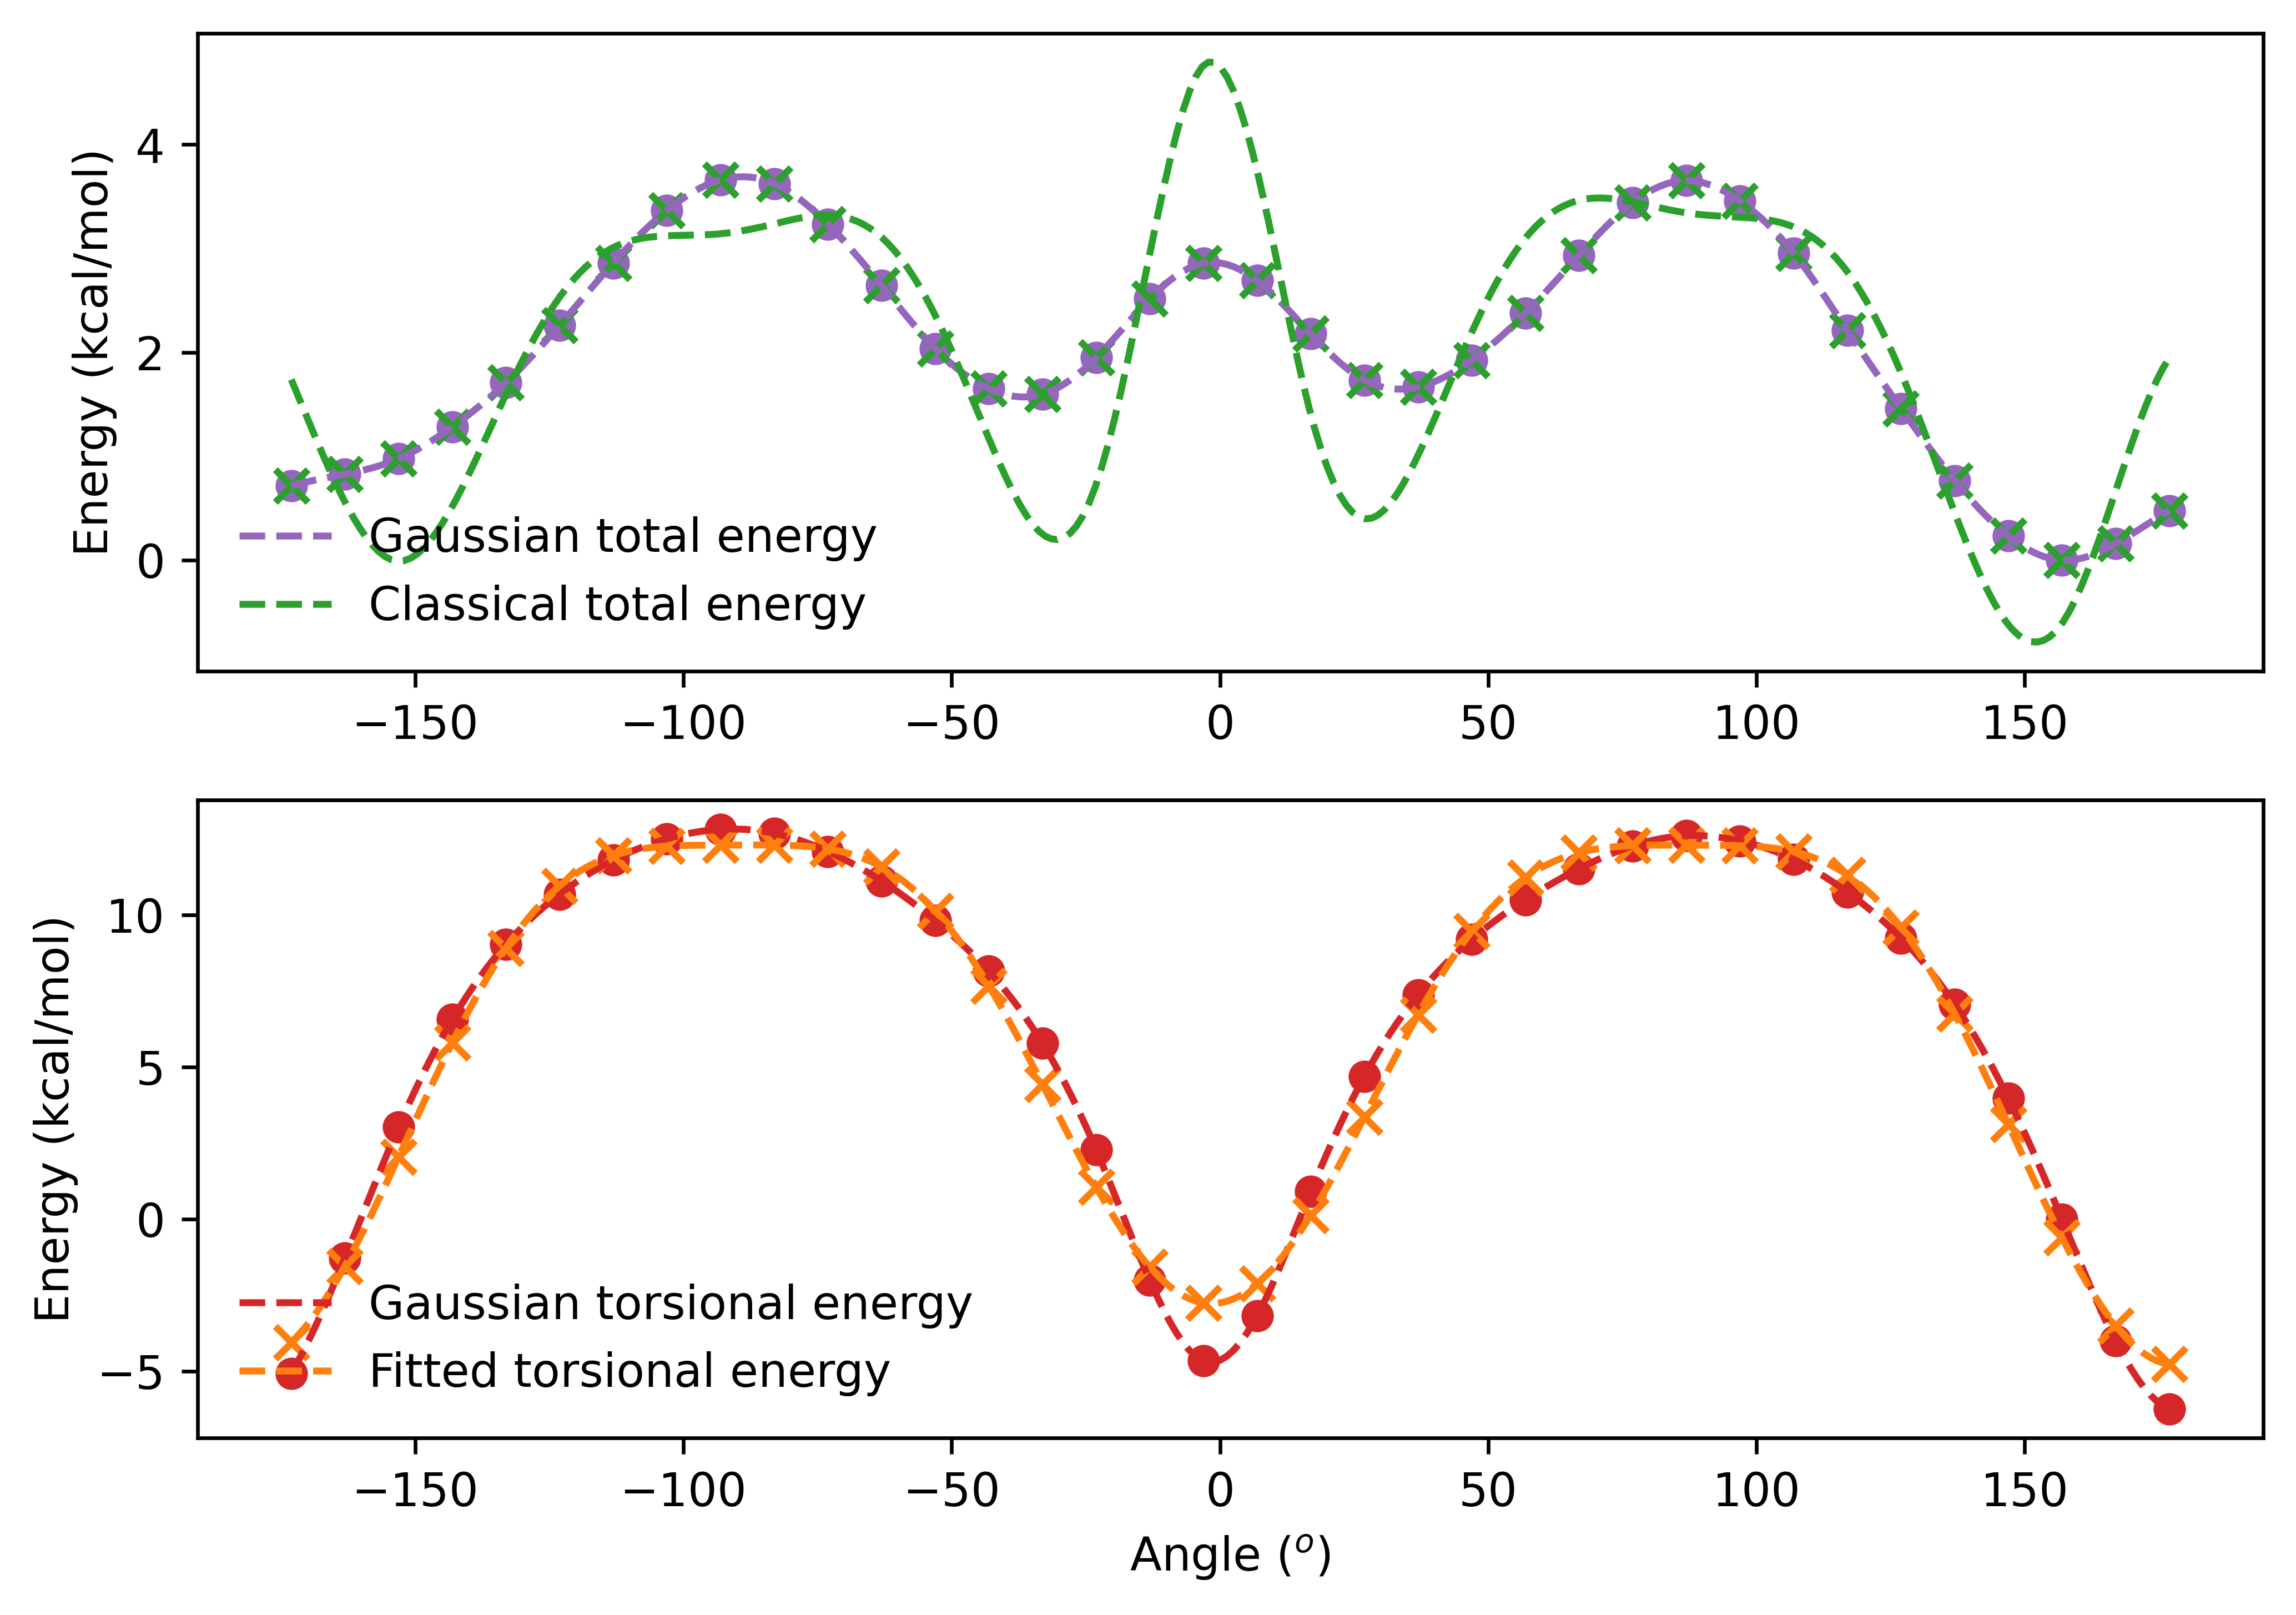 Energy (kcal/mol)
4
2
0
Gaussian total energy
Classical total energy
−150 −100 −50 0 50 100 150
Energy (kcal/mol)
10
5
0
−5
Gaussian torsional energy
Fitted torsional energy
−150 −100 −50 0 50 100 150
Angle (ᵒ)